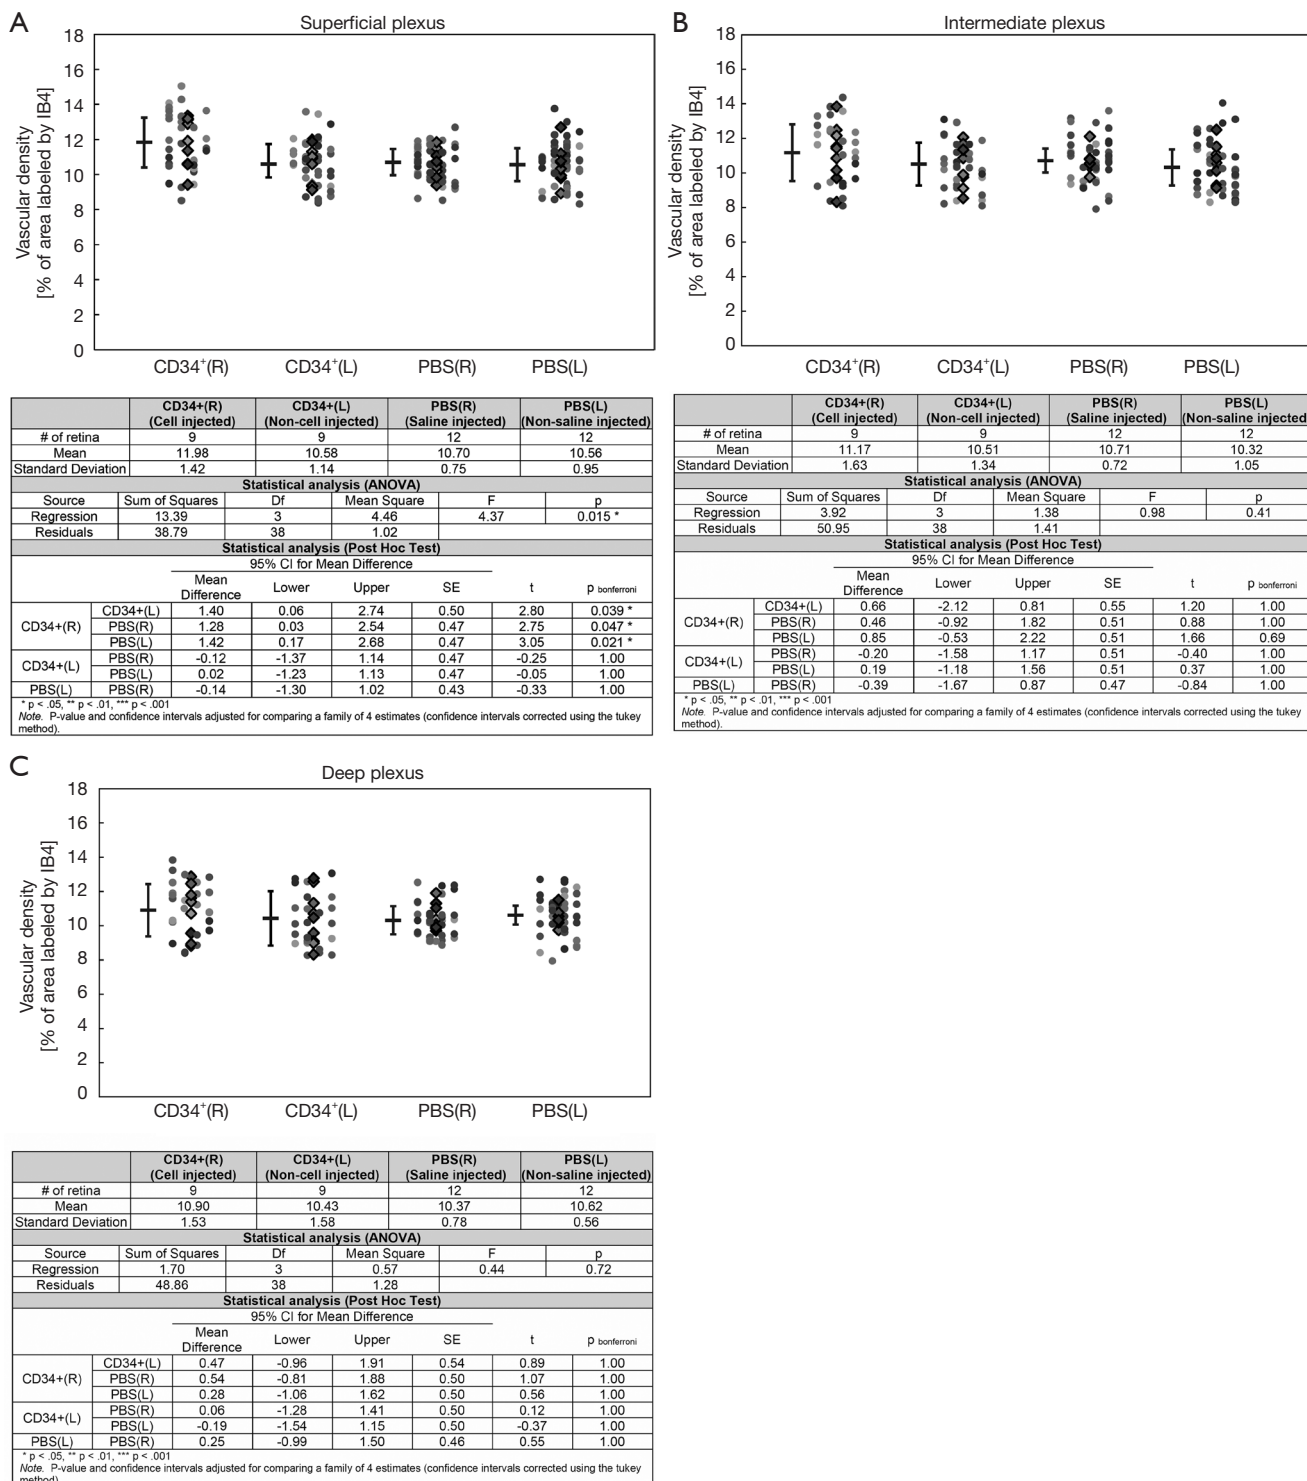 A
Superficial plexus
Vascular density
[% of area labeled by IB4]
18
16
14
12
10
8
6
4
2
0
CD34+(R) CD34+(L) PBS(R) PBS(L)
CD34+(R) (Cell injected) CD34+(L) (Non-cell injected) PBS(R) (Saline injected) PBS(L) (Non-saline injected)
# of retina 9 9 12 12
Mean 11.98 10.58 10.70 10.56
Standard Deviation 1.42 1.14 0.75 0.95
Statistical analysis (ANOVA)
Source Sum of Squares Df Mean Square F p
Regression 13.39 3 4.46 4.37 0.015 *
Residuals 38.79 38 1.02
Statistical analysis (Post Hoc Test)
95% CI for Mean Difference
Mean Difference Lower Upper SE t p bonferroni
CD34+(R) CD34+(L) 1.40 0.06 2.74 0.50 2.80 0.039 *
PBS(R) 1.28 0.03 2.54 0.47 2.75 0.047 *
PBS(L) 1.42 0.17 2.68 0.47 3.05 0.021 *
CD34+(L) PBS(R) -0.12 -1.37 1.14 0.47 -0.25 1.00
PBS(L) 0.02 -1.23 1.13 0.47 -0.05 1.00
PBS(L) PBS(R) -0.14 -1.30 1.02 0.43 -0.33 1.00
* p < .05, ** p < .01, *** p < .001
Note. P-value and confidence intervals adjusted for comparing a family of 4 estimates (confidence intervals corrected using the tukey
method).
B
Intermediate plexus
Vascular density
[% of area labeled by IB4]
18
16
14
12
10
8
6
4
2
0
CD34+(R) CD34+(L) PBS(R) PBS(L)
CD34+(R) (Cell injected) CD34+(L) (Non-cell injected) PBS(R) (Saline injected) PBS(L) (Non-saline injected)
# of retina 9 9 12 12
Mean 11.17 10.51 10.71 10.32
Standard Deviation 1.63 1.34 0.72 1.05
Statistical analysis (ANOVA)
Source Sum of Squares Df Mean Square F p
Regression 3.92 3 1.38 0.98 0.41
Residuals 50.95 38 1.41
Statistical analysis (Post Hoc Test)
95% CI for Mean Difference
Mean Difference Lower Upper SE t p bonferroni
CD34+(R) CD34+(L) 0.66 -2.12 0.81 0.55 1.20 1.00
PBS(R) 0.46 -0.92 1.82 0.51 0.88 1.00
PBS(L) 0.85 -0.53 2.22 0.51 1.66 0.69
CD34+(L) PBS(R) -0.20 -1.58 1.17 0.51 -0.40 1.00
PBS(L) 0.19 -1.18 1.56 0.51 0.37 1.00
PBS(L) PBS(R) -0.39 -1.67 0.87 0.47 -0.84 1.00
* p < .05, ** p < .01, *** p < .001
Note. P-value and confidence intervals adjusted for comparing a family of 4 estimates (confidence intervals corrected using the tukey
method).
C
Deep plexus
Vascular density
[% of area labeled by IB4]
18
16
14
12
10
8
6
4
2
0
CD34+(R) CD34+(L) PBS(R) PBS(L)
CD34+(R) (Cell injected) CD34+(L) (Non-cell injected) PBS(R) (Saline injected) PBS(L) (Non-saline injected)
# of retina 9 9 12 12
Mean 10.90 10.43 10.37 10.62
Standard Deviation 1.53 1.58 0.78 0.56
Statistical analysis (ANOVA)
Source Sum of Squares Df Mean Square F p
Regression 1.70 3 0.57 0.44 0.72
Residuals 48.86 38 1.28
Statistical analysis (Post Hoc Test)
95% CI for Mean Difference
Mean Difference Lower Upper SE t p bonferroni
CD34+(R) CD34+(L) 0.47 -0.96 1.91 0.54 0.89 1.00
PBS(R) 0.54 -0.81 1.88 0.50 1.07 1.00
PBS(L) 0.28 -1.06 1.62 0.50 0.56 1.00
CD34+(L) PBS(R) 0.06 -1.28 1.41 0.50 0.12 1.00
PBS(L) -0.19 -1.54 1.15 0.50 -0.37 1.00
PBS(L) PBS(R) 0.25 -0.99 1.50 0.46 0.55 1.00
* p < .05, ** p < .01, *** p < .001
Note. P-value and confidence intervals adjusted for comparing a family of 4 estimates (confidence intervals corrected using the tukey
method)